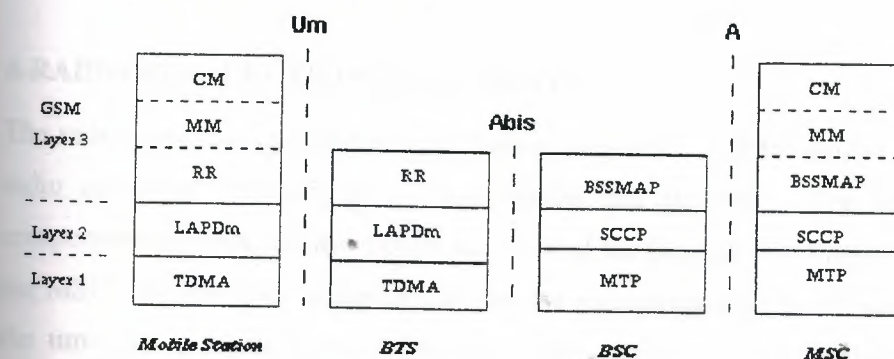 Um
A
CM
CM
GSM
MM
Abis
MM
Layer 3
RR
RR
BSSMAP
BSSMAP
Layer 2
LAPDm
LAPDm
SCCP
SCCP
Layer 1
TDMA
TDMA
MTP
MTP
Mobile Station
BTS
BSC
MSC